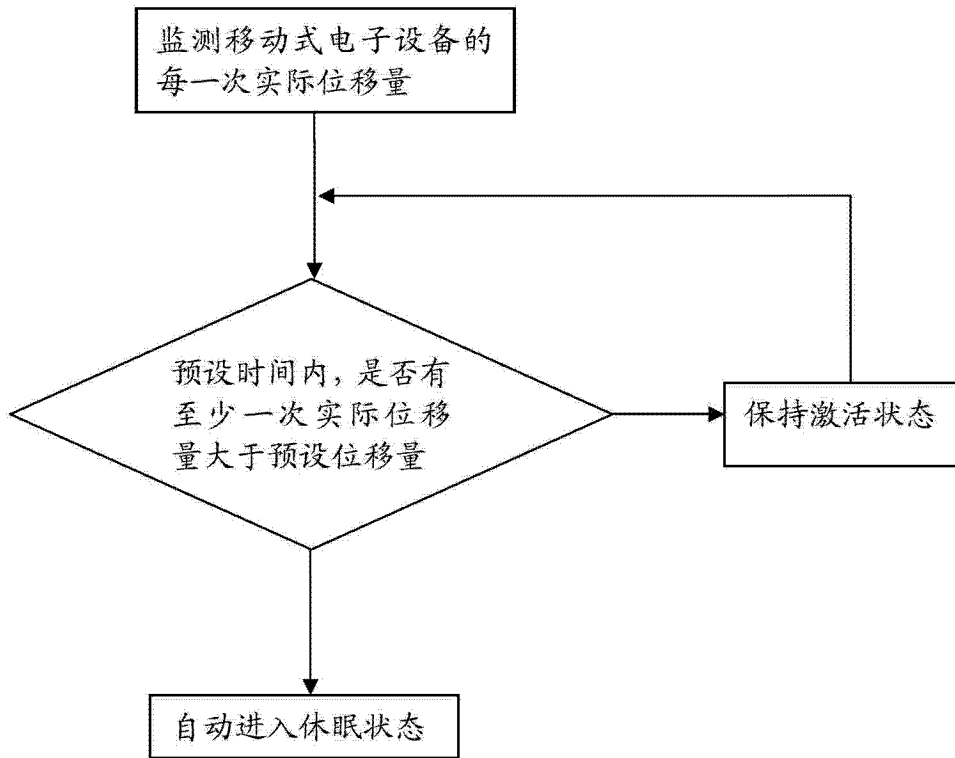 监测移动式电子设备的
每一次实际位移量
预设时间内，是否有
至少一次实际位移
量大于预设位移量
保持激活状态
自动进入休眠状态